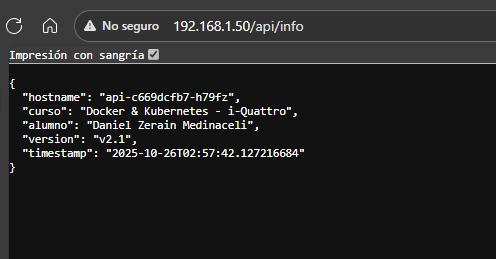 No seguro 192.168.1.50/api/info
Impresión con sangría
{
  "hostname": "api-c669dcfb7-h79fz",
  "curso": "Docker & Kubernetes - i-Quattro",
  "alumno": "Daniel Zerain Medinaceli",
  "version": "v2.1",
  "timestamp": "2025-10-26T02:57:42.127216684"
}